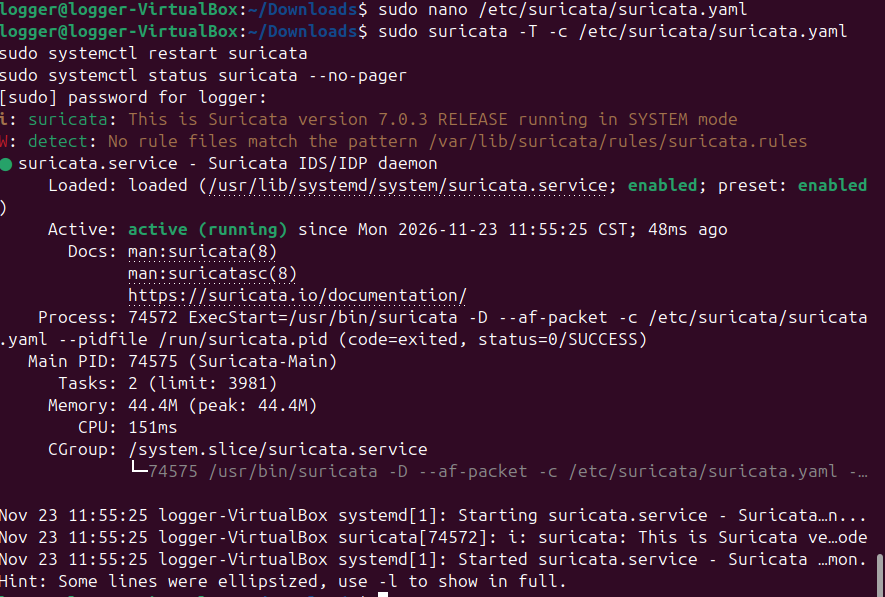 logger@logger-VirtualBox:~/Downloads$ sudo nano /etc/suricata/suricata.yaml
logger@logger-VirtualBox:~/Downloads$ sudo suricata -T -c /etc/suricata/suricata.yaml
sudo systemctl restart suricata
sudo systemctl status suricata --no-pager
[sudo] password for logger:
i: suricata: This is Suricata version 7.0.3 RELEASE running in SYSTEM mode
W: detect: No rule files match the pattern /var/lib/suricata/rules/suricata.rules
● suricata.service - Suricata IDS/IDP daemon
Loaded: loaded (/usr/lib/systemd/system/suricata.service; enabled; preset: enabled
)
Active: active (running) since Mon 2026-11-23 11:55:25 CST; 48ms ago
Docs: man:suricata(8)
man:suricatasc(8)
https://suricata.io/documentation/
Process: 74572 ExecStart=/usr/bin/suricata -D --af-packet -c /etc/suricata/suricata
.yaml --pidfile /run/suricata.pid (code=exited, status=0/SUCCESS)
Main PID: 74575 (Suricata-Main)
Tasks: 2 (limit: 3981)
Memory: 44.4M (peak: 44.4M)
CPU: 151ms
CGroup: /system.slice/suricata.service
└─74575 /usr/bin/suricata -D --af-packet -c /etc/suricata/suricata.yaml -…
Nov 23 11:55:25 logger-VirtualBox systemd[1]: Starting suricata.service - Suricata…n...
Nov 23 11:55:25 logger-VirtualBox suricata[74572]: i: suricata: This is Suricata ve…ode
Nov 23 11:55:25 logger-VirtualBox systemd[1]: Started suricata.service - Suricata …mon.
Hint: Some lines were ellipsized, use -l to show in full.